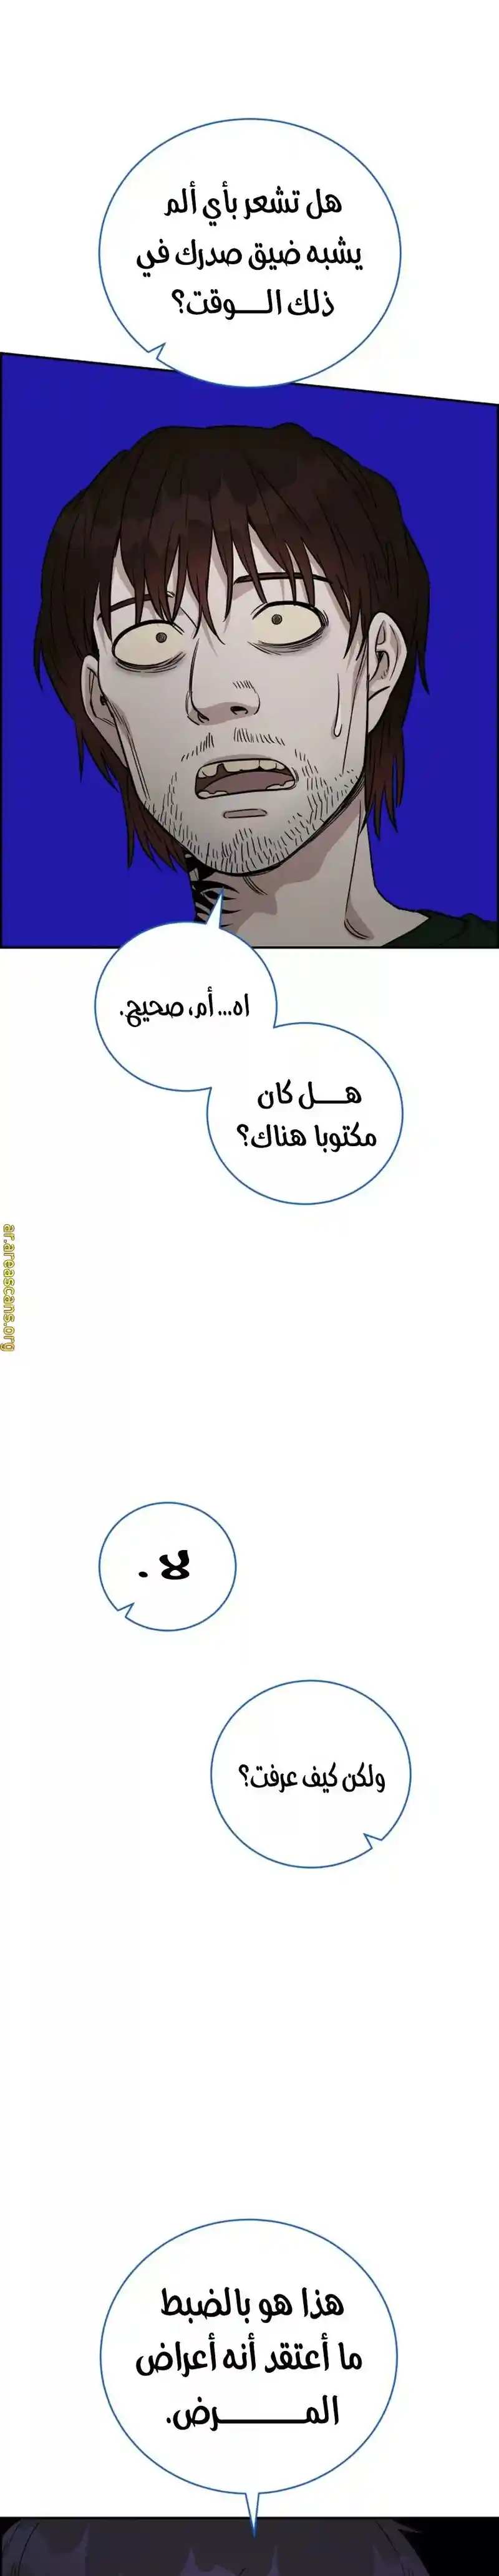 هل تشعر بأي ألم
يشبه ضيق صدرك في
ذلك الـــوقت؟
اه... أم، صحيح.
هـــل كان
مكتوبا هناك؟
ar.areascans.org
لا .
ولكن كيف عرفت؟
هذا هو بالضبط
ما أعتقد أنه أعراض
المـــــــرض.